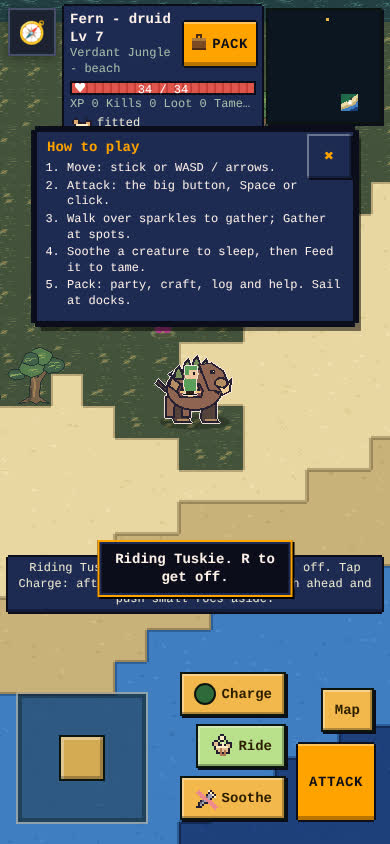 Fern - druid
Lv 7
Verdant Jungle
- beach
PACK
34 / 34
XP 0 Kills 0 Loot 0 Tame…
fitted
How to play
1. Move: stick or WASD / arrows.
2. Attack: the big button, Space or
click.
3. Walk over sparkles to gather; Gather
at spots.
4. Soothe a creature to sleep, then Feed
it to tame.
5. Pack: party, craft, log and help. Sail
at docks.
Riding Tuskie. R to
get off.
Riding off. Tap
Charge: ahead and
push small foes aside.
Charge
Map
Ride
ATTACK
Soothe